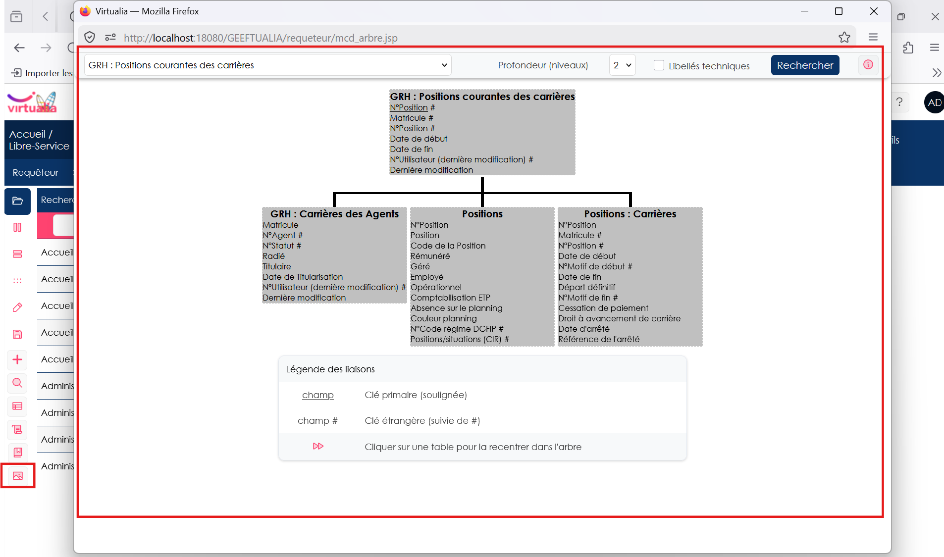 Virtualia — Mozilla Firefox
http://localhost:18080/GEEFTUALIA/requeteur/mcd_arbre.jsp
Importer les
GRH : Positions courantes des carrières
Profondeur (niveaux)
2
Libellés techniques
Rechercher
virtualia
?
AD
Accueil /
Libre-Service
ils
Requêteur
Recher
Accueil
Accueil
Accueil
Accueil
Accueil
Adminis
Adminis
Adminis
Adminis
GRH : Positions courantes des carrières
N°Position #
Matricule #
N°Position #
Date de début
Date de fin
N°Utilisateur (dernière modification) #
Dernière modification
GRH : Carrières des Agents
Matricule
N°Agent #
N°Statut #
Radié
Titulaire
Date de Titularisation
N°Utilisateur (dernière modification) #
Dernière modification
Positions
N°Position
Position
Code de la Position
Rémunéré
Géré
Employé
Opérationnel
Comptabilisation ETP
Absence sur le planning
Couleur planning
N°Code régime DGFIP #
Positions/situations (CIR) #
Positions : Carrières
N°Position
Matricule #
N°Position #
Date de début
N°Motif de début #
Date de fin
Départ définitif
N°Motif de fin #
Cessation de paiement
Droit à avancement de carrière
Date d'arrêté
Référence de l'arrêté
Légende des liaisons
champ Clé primaire (soulignée)
champ # Clé étrangère (suivie de #)
Cliquer sur une table pour la recentrer dans l'arbre